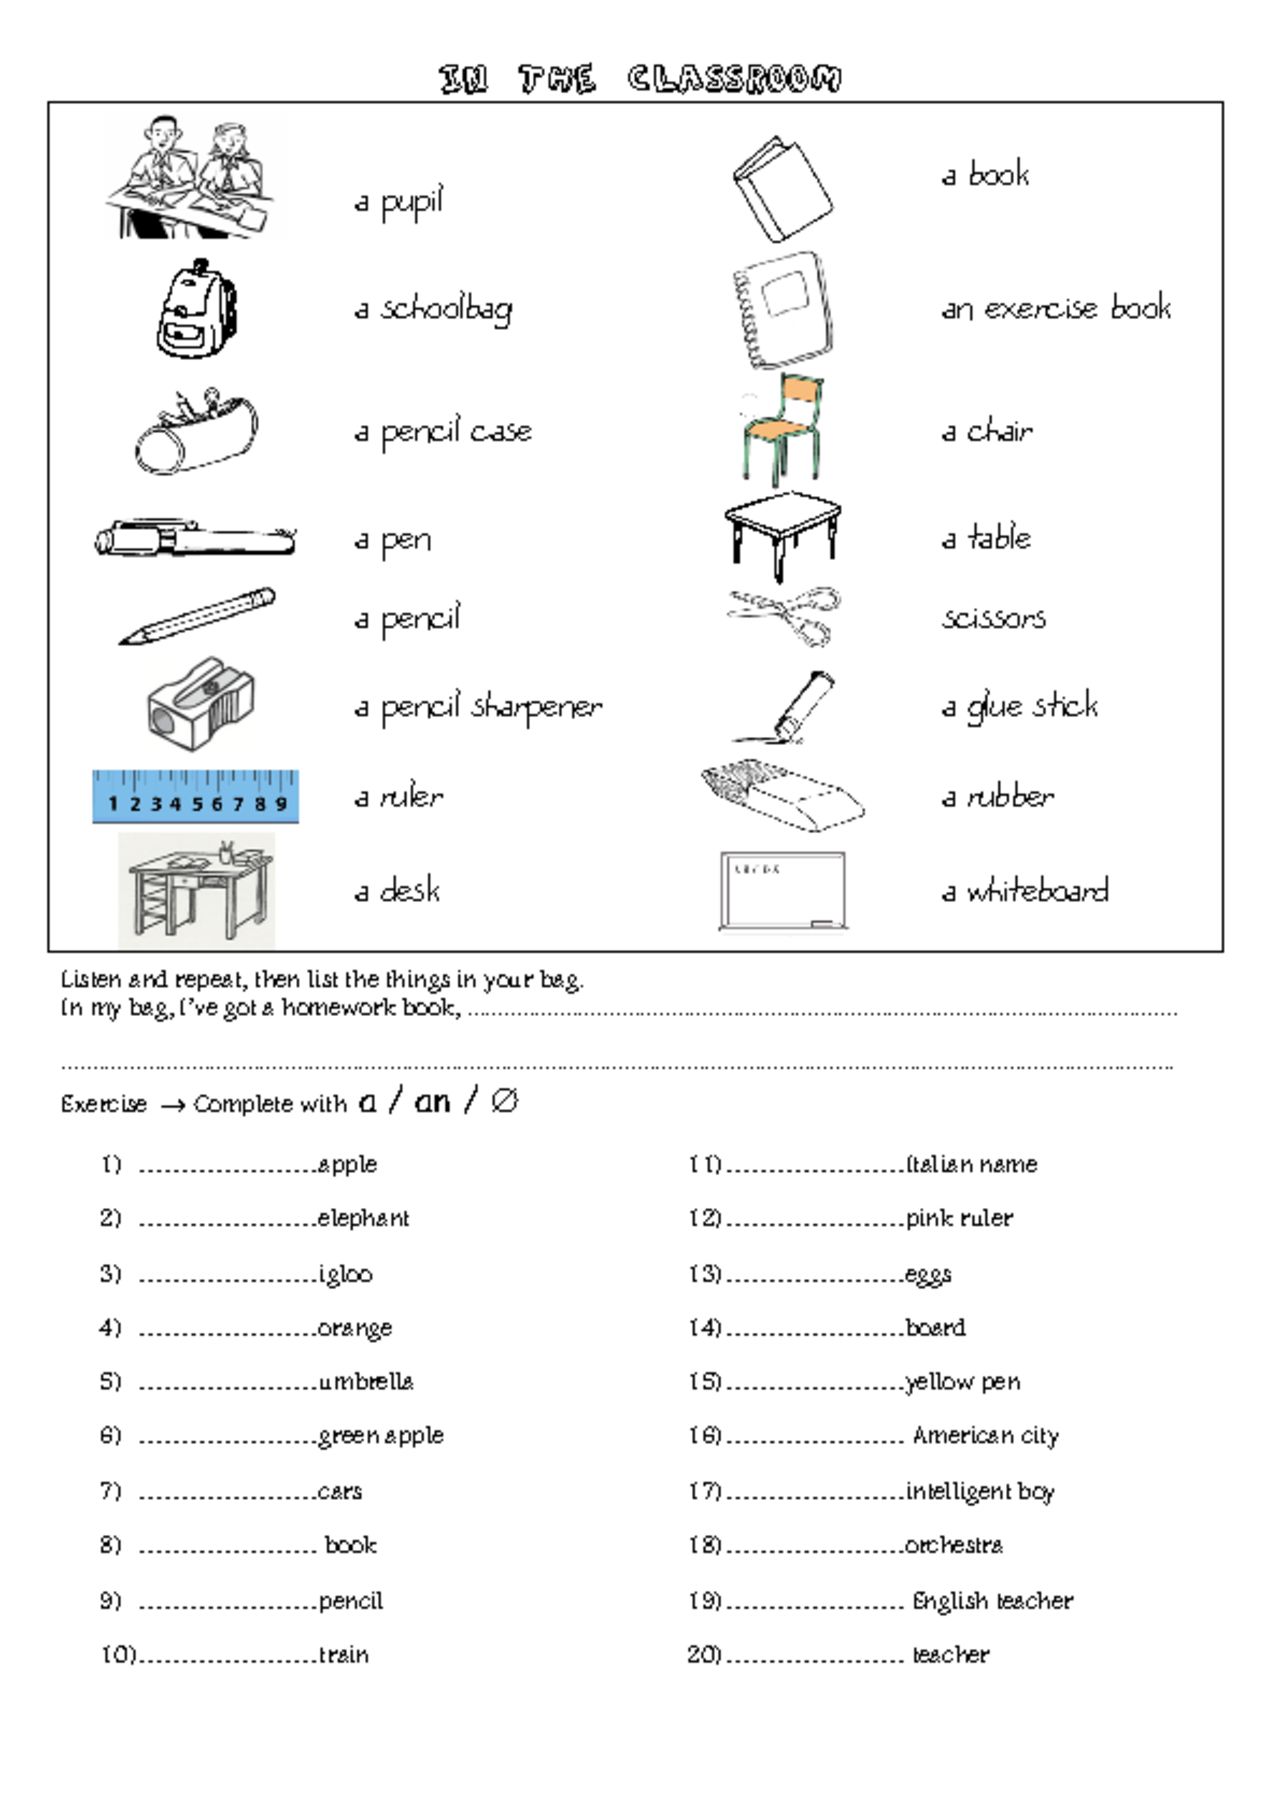 IN THE CLASSROOM
a pupil
a book
a schoolbag
an exercise book
a pencil case
a chair
a pen
a table
a pencil
scissors
a pencil sharpener
a glue stick
1 2 3 4 5 6 7 8 9
a ruler
a rubber
a desk
a whiteboard
Listen and repeat, then list the things in your bag.
In my bag, I've got a homework book, ........................................................................................................................
............................................................................................................................................................................................
Exercise → Complete with a / an / Ø
1) .....................apple
2) .....................elephant
3) .....................igloo
4) .....................orange
5) .....................umbrella
6) .....................green apple
7) .....................cars
8) ..................... book
9) .....................pencil
10).....................train
11).....................Italian name
12).....................pink ruler
13).....................eggs
14).....................board
15).....................yellow pen
16)..................... American city
17).....................intelligent boy
18).....................orchestra
19)..................... English teacher
20)..................... teacher